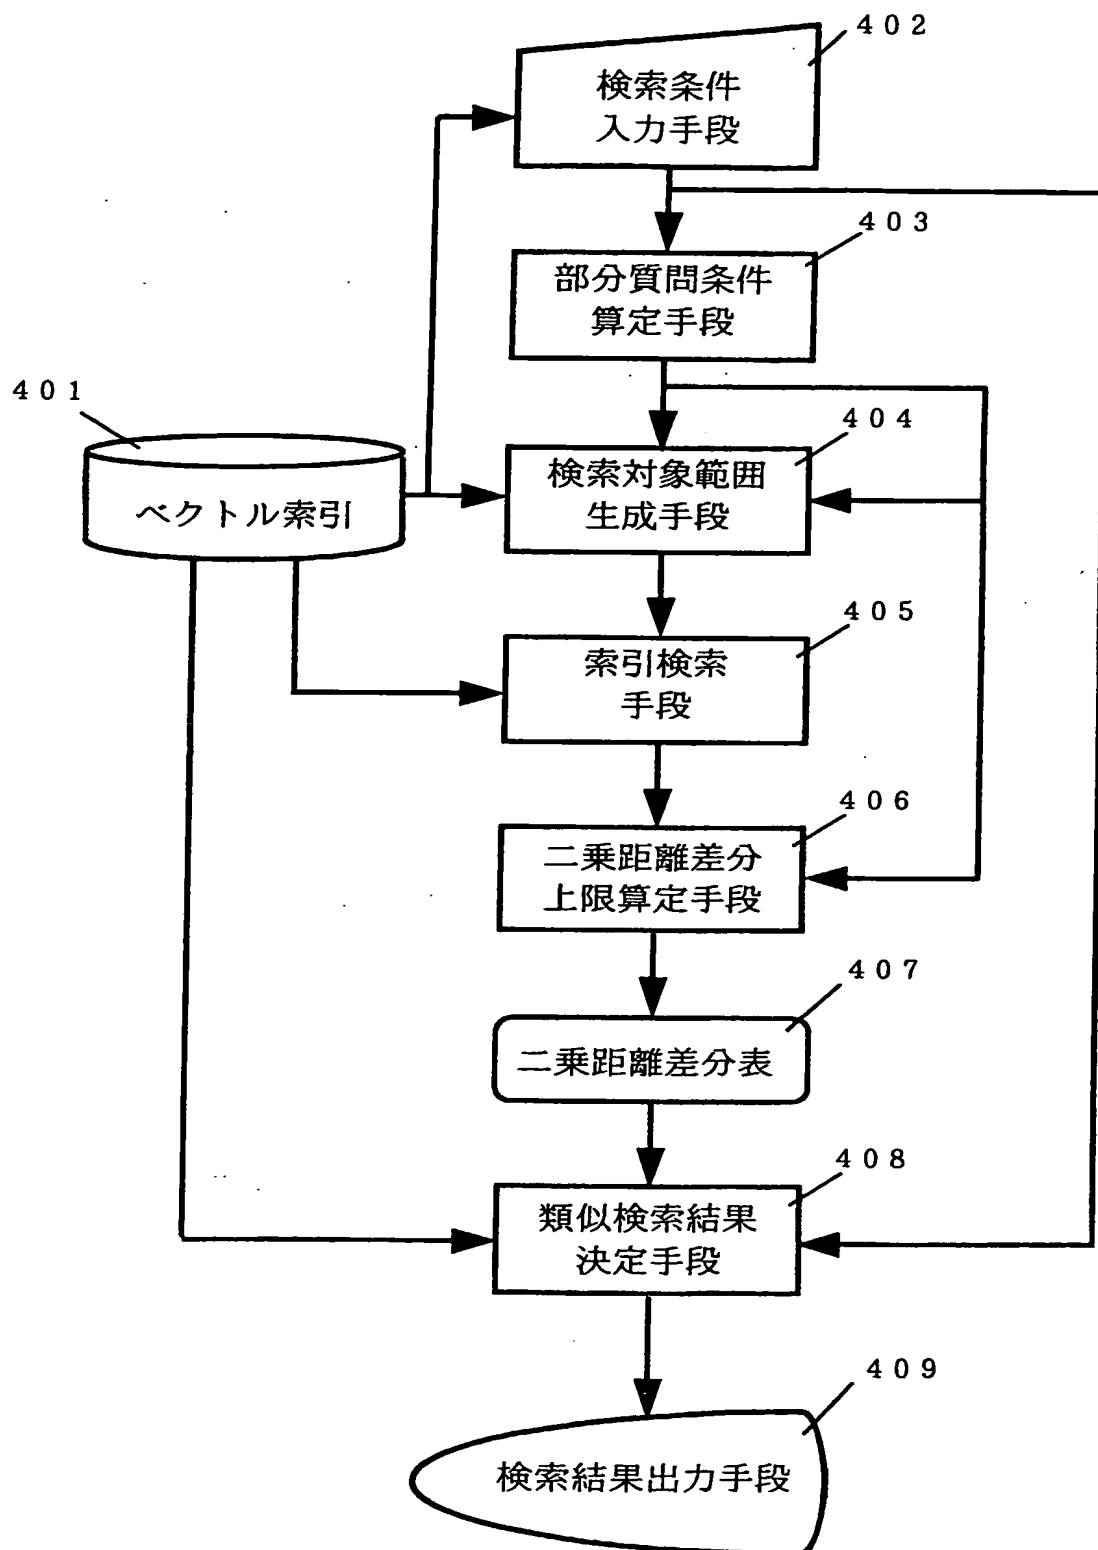 ４０２
検索条件
入力手段
４０３
部分質問条件
算定手段
４０１
ベクトル索引
４０４
検索対象範囲
生成手段
４０５
索引検索
手段
４０６
二乗距離差分
上限算定手段
４０７
二乗距離差分表
４０８
類似検索結果
決定手段
４０９
検索結果出力手段